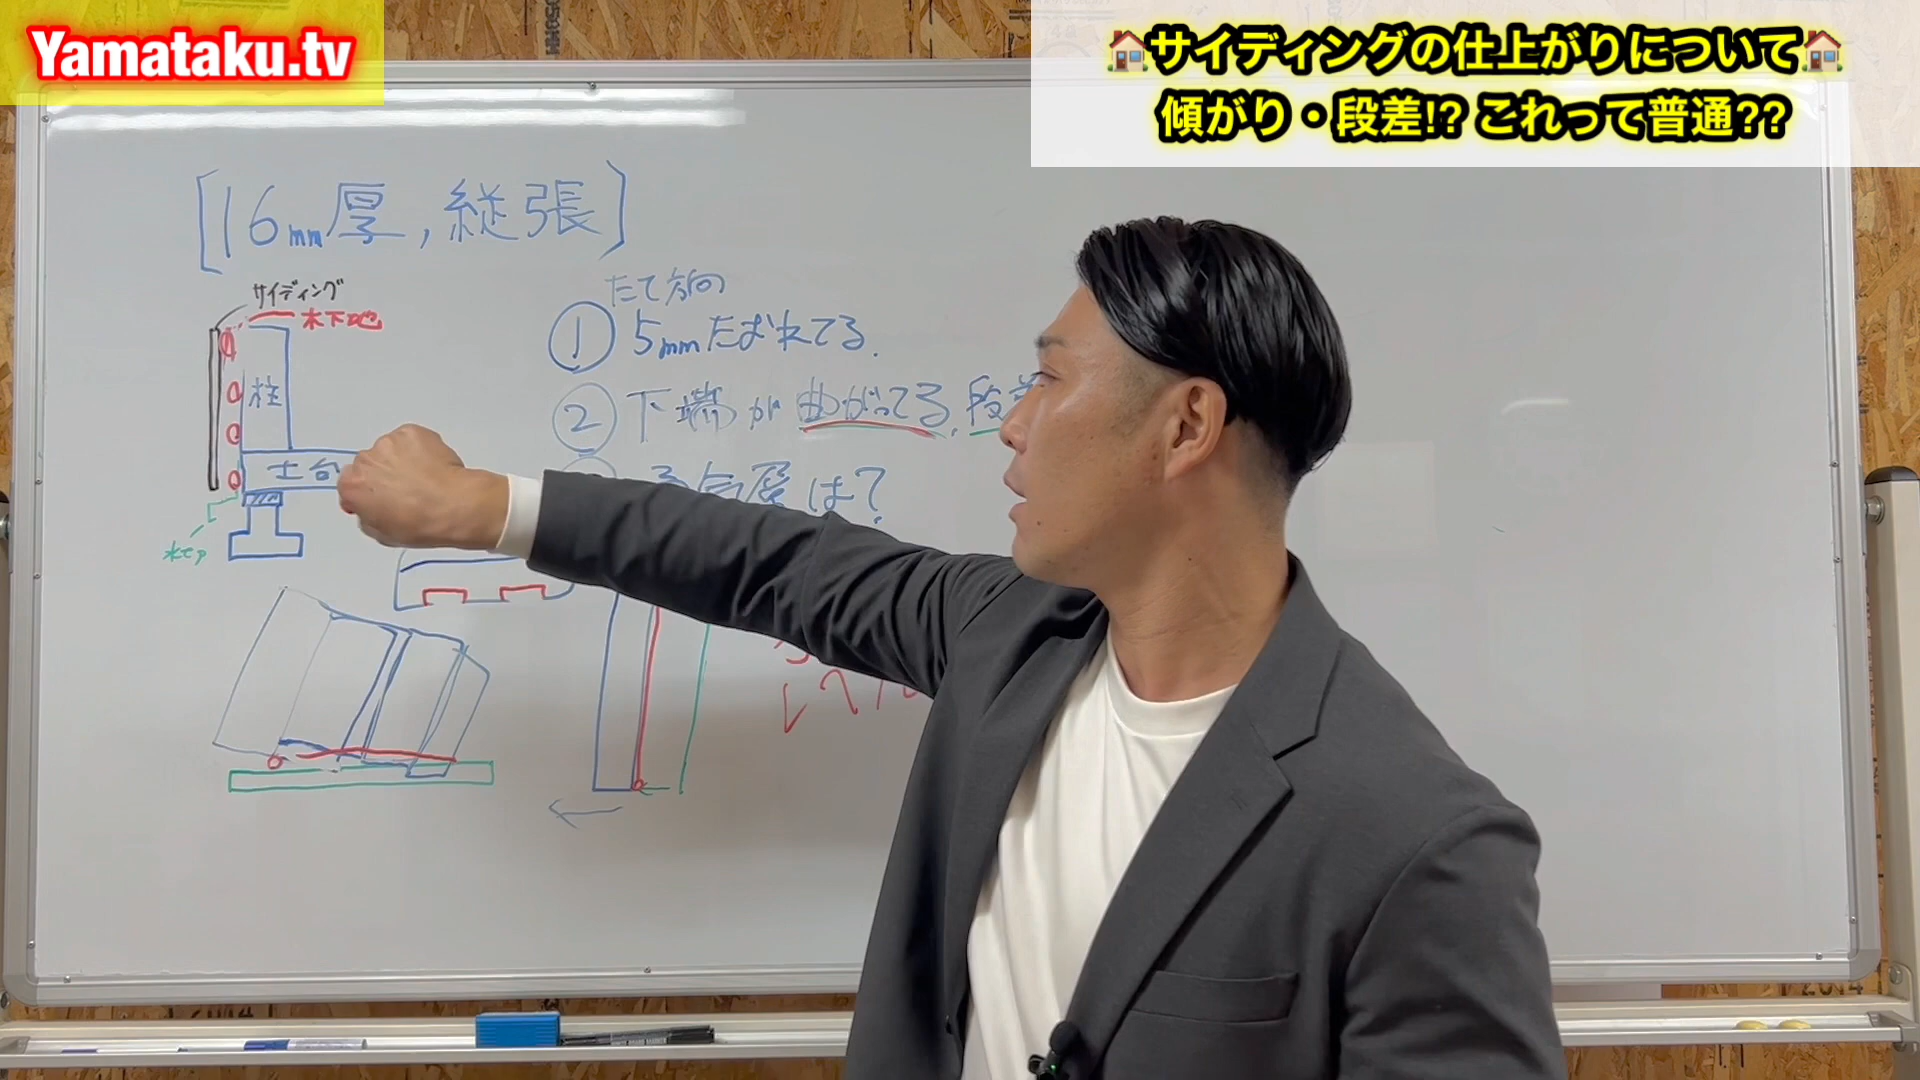 Yamataku.tv
🏠サイディングの仕上がりについて🏠
傾がり・段差!? これって普通??
[16mm厚,縦張]
サイディング
木下地
柱
土台
たて方向
① 5mmたおれてる.
② 下端が曲がってる,段
は?